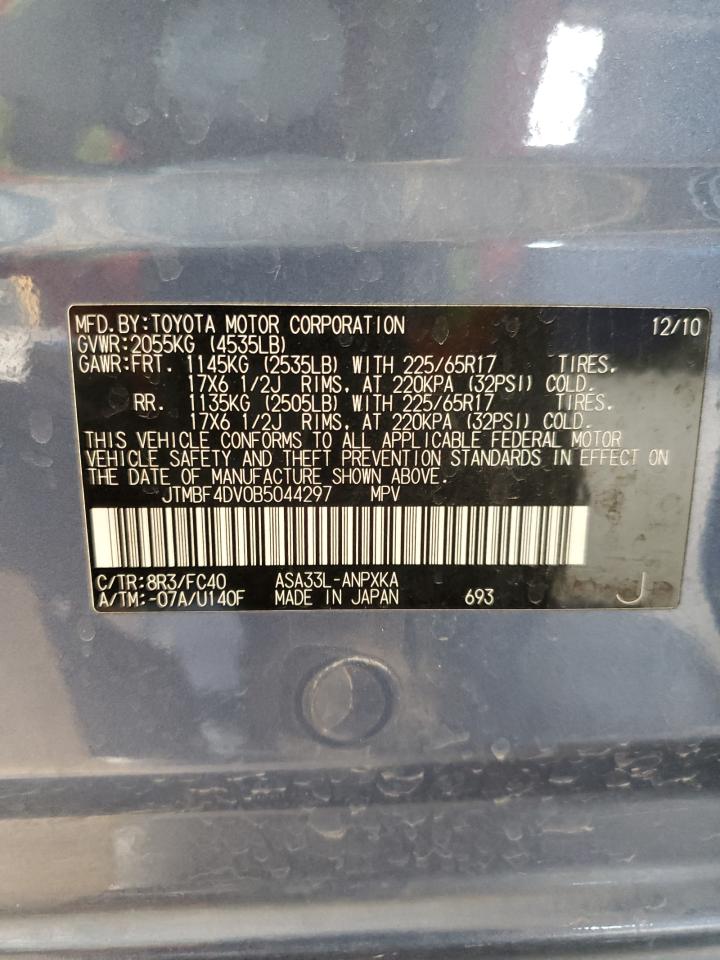 MFD.BY:TOYOTA MOTOR CORPORATION 12/10
GVWR:2055KG (4535LB)
GAWR:FRT. 1145KG (2535LB) WITH 225/65R17 TIRES.
17X6 1/2J RIMS. AT 220KPA (32PSI) COLD.
RR. 1135KG (2505LB) WITH 225/65R17 TIRES.
17X6 1/2J RIMS. AT 220KPA (32PSI) COLD.
THIS VEHICLE CONFORMS TO ALL APPLICABLE FEDERAL MOTOR
VEHICLE SAFETY AND THEFT PREVENTION STANDARDS IN EFFECT ON
THE DATE OF MANUFACTURE SHOWN ABOVE.
JTMBF4DV0B5044297 MPV
C/TR:8R3/FC40 ASA33L-ANPXKA
A/TM:-07A/U140F MADE IN JAPAN 693 J